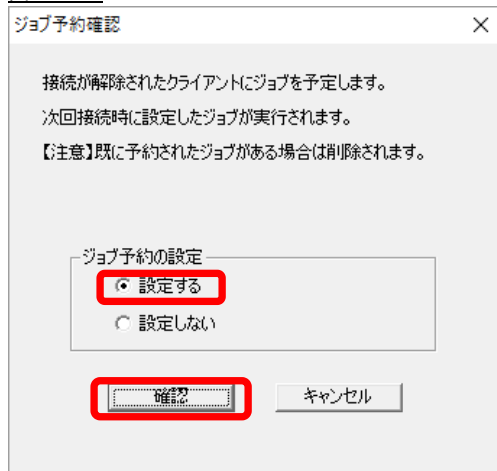 ジョブ予約確認
接続が解除されたクライアントにジョブを予定します。
次回接続時に設定したジョブが実行されます。
【注意】既に予約されたジョブがある場合は削除されます。
ジョブ予約の設定
設定する
設定しない
確認
キャンセル